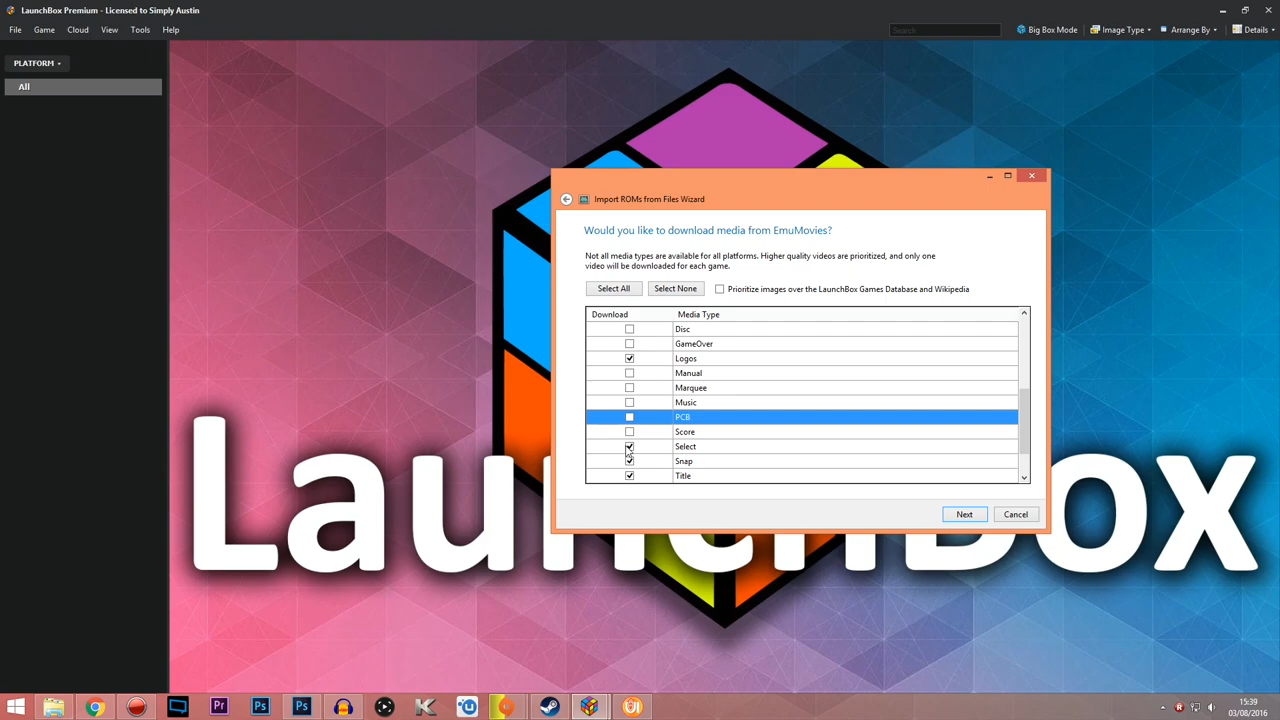 LaunchBox Premium - Licensed to Simply Austin
File Game Cloud View Tools Help
Search
Big Box Mode Image Type Arrange By Details
PLATFORM
All
Import ROMs from Files Wizard
Would you like to download media from EmuMovies?
Not all media types are available for all platforms. Higher quality videos are prioritized, and only one
video will be downloaded for each game.
Select All Select None Prioritize images over the LaunchBox Games Database and Wikipedia
Download Media Type
Disc
GameOver
Logos
Manual
Marquee
Music
PCB
Score
Select
Snap
Title
Next Cancel
LaunchBox
Pr Ps Ps K
15:39
03/08/2016